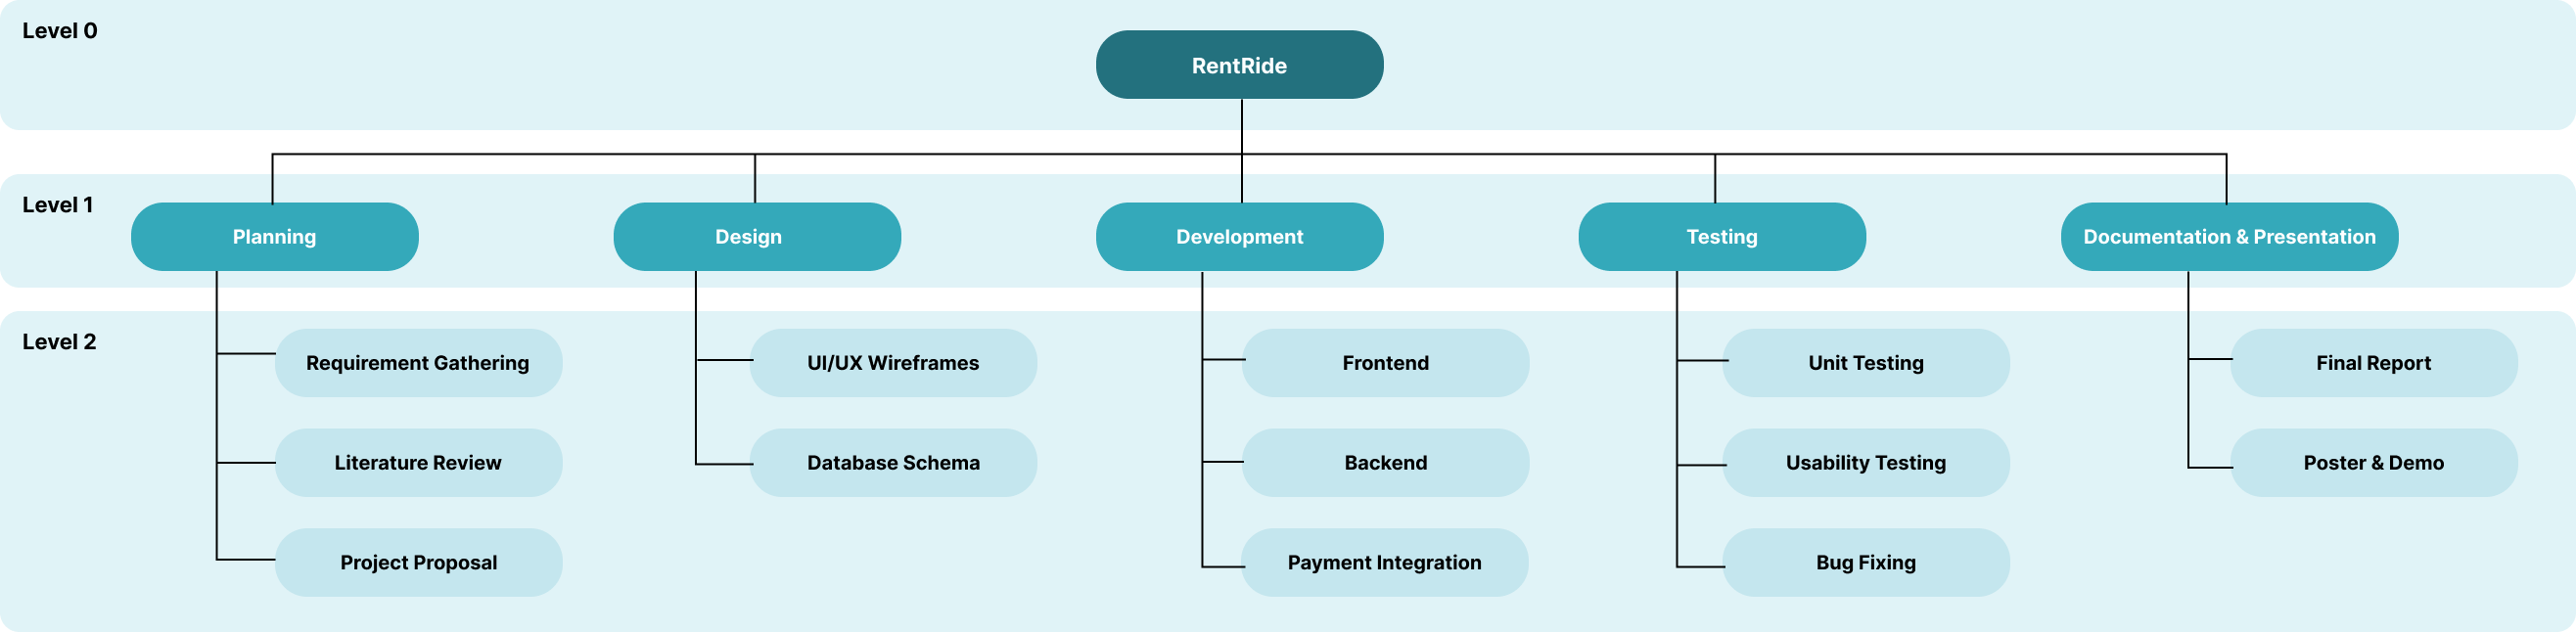 Level 0
RentRide
Level 1
Planning
Design
Development
Testing
Documentation & Presentation
Level 2
Requirement Gathering
UI/UX Wireframes
Frontend
Unit Testing
Final Report
Literature Review
Database Schema
Backend
Usability Testing
Poster & Demo
Project Proposal
Payment Integration
Bug Fixing